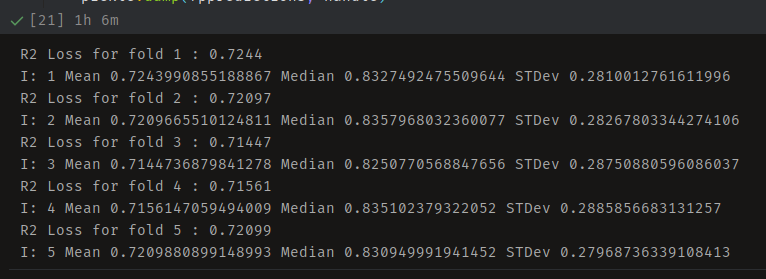 [21] 1h 6m
R2 Loss for fold 1 : 0.7244
I: 1 Mean 0.7243990855188867 Median 0.8327492475509644 STDev 0.2810012761611996
R2 Loss for fold 2 : 0.72097
I: 2 Mean 0.7209665510124811 Median 0.8357968032360077 STDev 0.28267803344274106
R2 Loss for fold 3 : 0.71447
I: 3 Mean 0.7144736879841278 Median 0.8250770568847656 STDev 0.28750880596086037
R2 Loss for fold 4 : 0.71561
I: 4 Mean 0.7156147059494009 Median 0.835102379322052 STDev 0.2885856683131257
R2 Loss for fold 5 : 0.72099
I: 5 Mean 0.7209880899148993 Median 0.830949991941452 STDev 0.27968736339108413